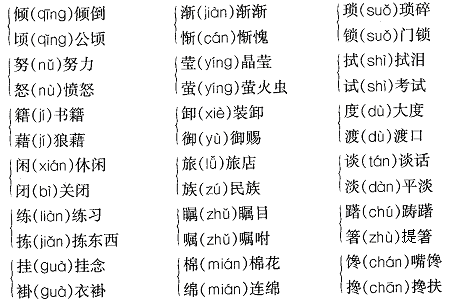 倾(qīng)倾倒 渐(jiàn)渐渐 琐(suǒ)琐碎
顷(qīng)公顷 惭(cán)惭愧 锁(suǒ)门锁
努(nǔ)努力 莹(yíng)晶莹 拭(shì)拭泪
怒(nù)愤怒 萤(yíng)萤火虫 试(shì)考试
籍(jí)书籍 卸(xiè)装卸 度(dù)大度
藉(jí)狼藉 御(yù)御赐 渡(dù)渡口
闲(xián)休闲 旅(lǚ)旅店 谈(tán)谈话
闭(bì)关闭 族(zú)民族 淡(dàn)平淡
练(liàn)练习 瞩(zhǔ)瞩目 躇(chú)踌躇
拣(jiǎn)拣东西 嘱(zhǔ)嘱咐 箸(zhù)提箸
挂(guà)挂念 棉(mián)棉花 馋(chán)嘴馋
褂(guà)衣褂 绵(mián)连绵 搀(chān)搀扶